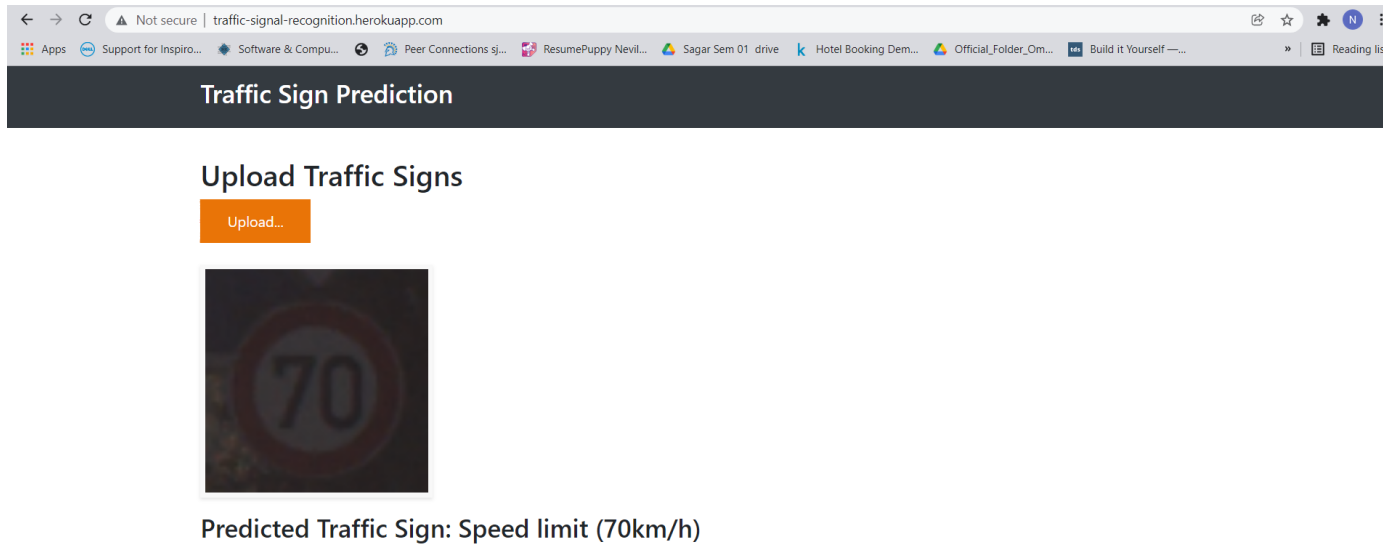 Not secure | traffic-signal-recognition.herokuapp.com N
Apps Support for Inspiro... Software & Compu... Peer Connections sj... ResumePuppy Nevil... Sagar Sem 01 drive k Hotel Booking Dem... Official_Folder_Om... tds Build it Yourself —... » Reading lis
Traffic Sign Prediction
Upload Traffic Signs
Upload...
70
Predicted Traffic Sign: Speed limit (70km/h)